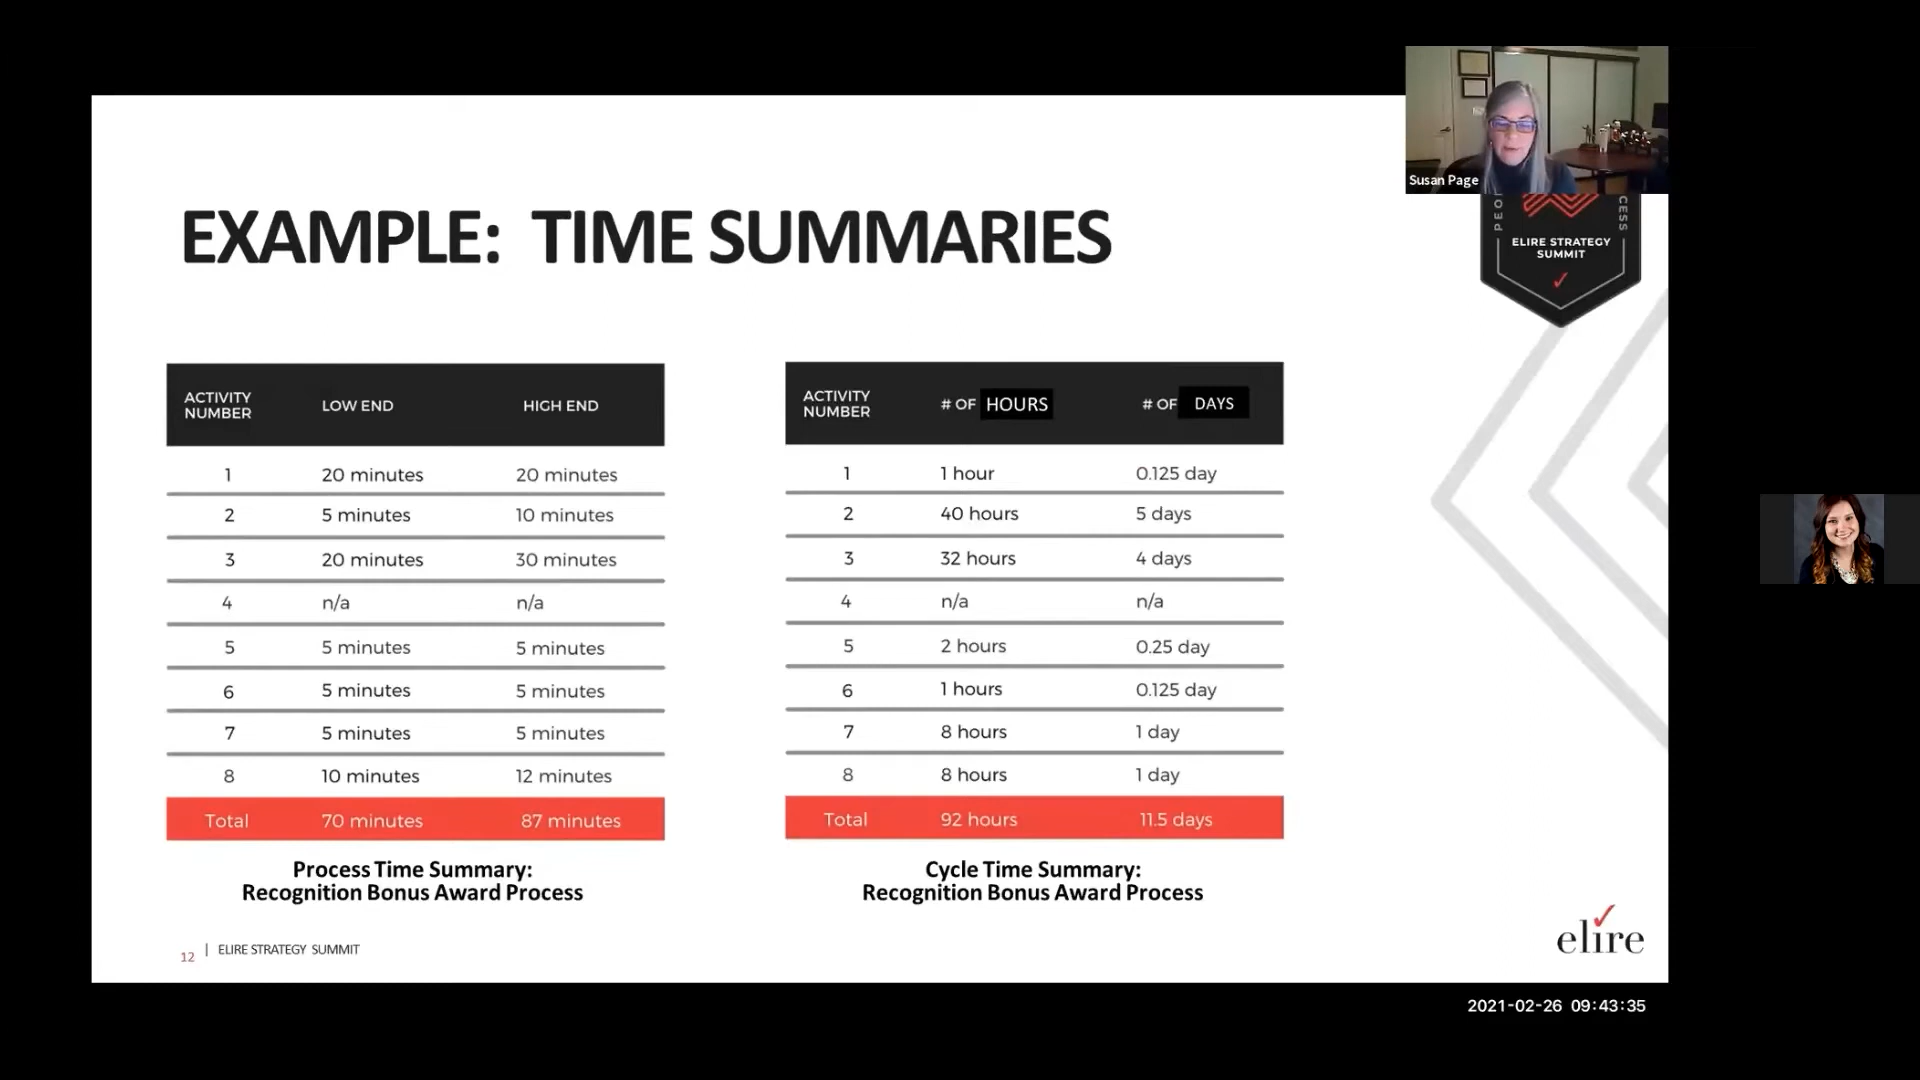 Susan Page
ELIRE STRATEGY
SUMMIT
EXAMPLE: TIME SUMMARIES
ACTIVITY NUMBER LOW END HIGH END
1 20 minutes 20 minutes
2 5 minutes 10 minutes
3 20 minutes 30 minutes
4 n/a n/a
5 5 minutes 5 minutes
6 5 minutes 5 minutes
7 5 minutes 5 minutes
8 10 minutes 12 minutes
Total 70 minutes 87 minutes
Process Time Summary:
Recognition Bonus Award Process
ACTIVITY NUMBER # OF HOURS # OF DAYS
1 1 hour 0.125 day
2 40 hours 5 days
3 32 hours 4 days
4 n/a n/a
5 2 hours 0.25 day
6 1 hours 0.125 day
7 8 hours 1 day
8 8 hours 1 day
Total 92 hours 11.5 days
Cycle Time Summary:
Recognition Bonus Award Process
12 | ELIRE STRATEGY SUMMIT
elire
2021-02-26 09:43:35